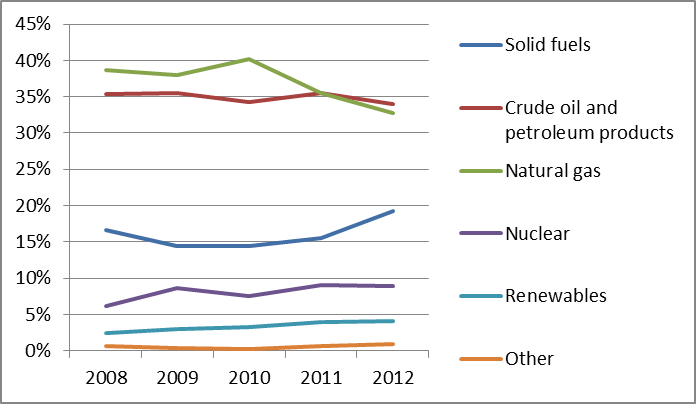 45%
40%
35%
30%
25%
20%
15%
10%
5%
0%
2008 2009 2010 2011 2012
Solid fuels
Crude oil and
petroleum products
Natural gas
Nuclear
Renewables
Other